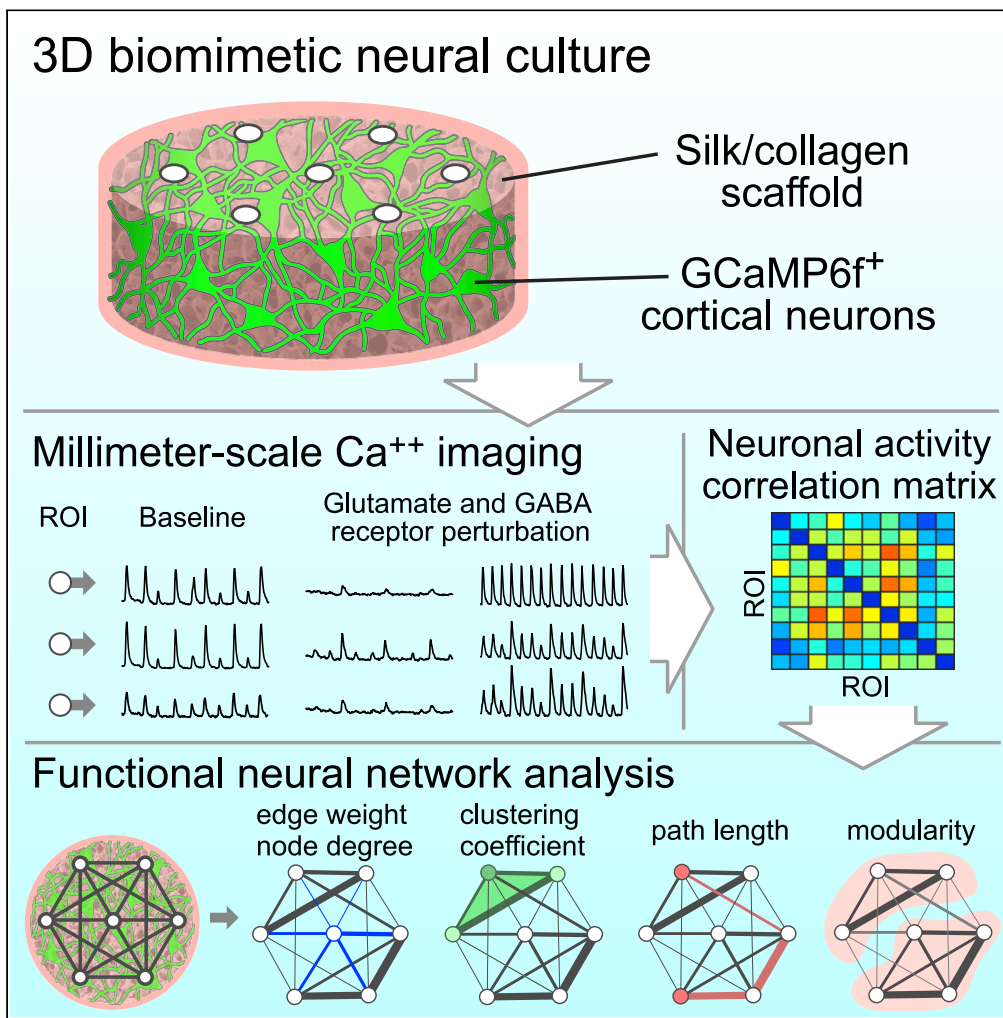 3D biomimetic neural culture
Silk/collagen
scaffold
GCaMP6f⁺
cortical neurons
Millimeter-scale Ca⁺⁺ imaging
ROI
Baseline
Glutamate and GABA
receptor perturbation
Neuronal activity
correlation matrix
ROI
ROI
Functional neural network analysis
edge weight
node degree
clustering
coefficient
path length
modularity